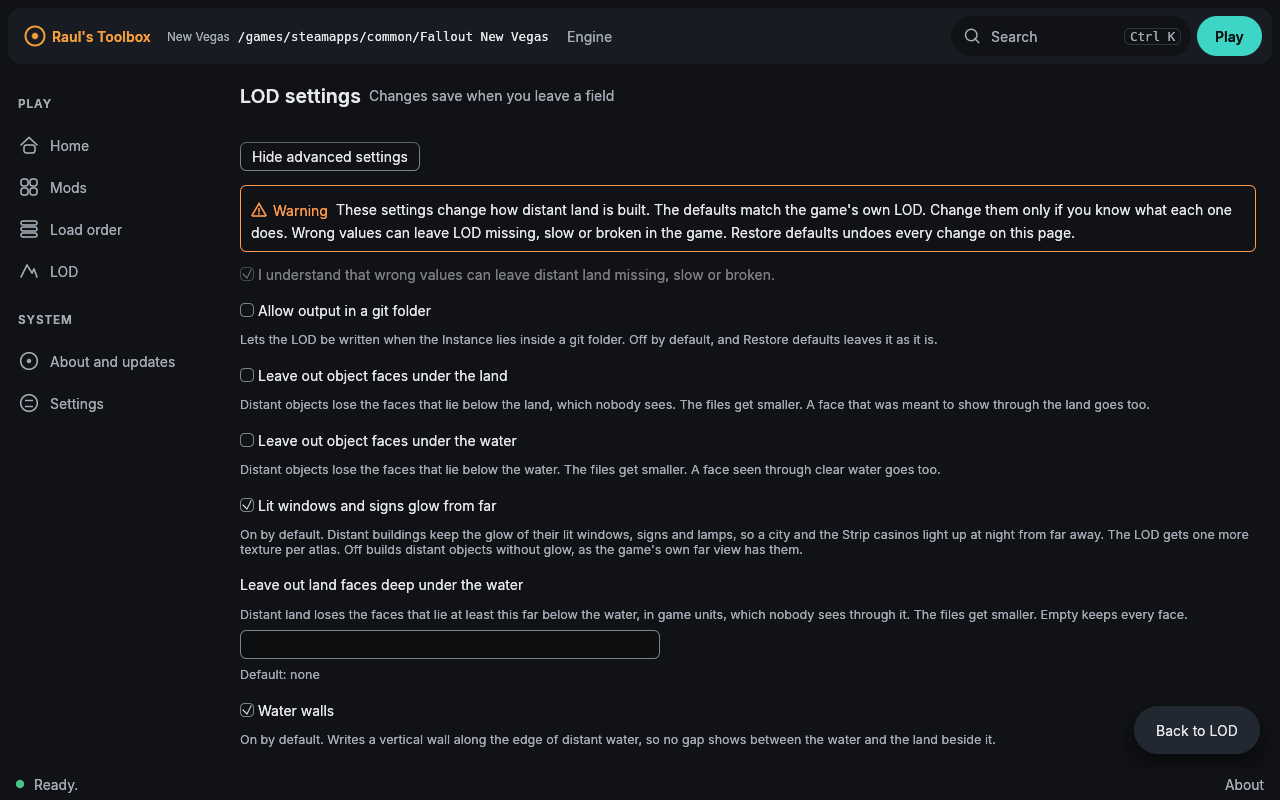 Raul's Toolbox
New Vegas /games/steamapps/common/Fallout New Vegas
Engine
Search
Ctrl K
Play
PLAY
Home
Mods
Load order
LOD
SYSTEM
About and updates
Settings
LOD settings
Changes save when you leave a field
Hide advanced settings
Warning These settings change how distant land is built. The defaults match the game's own LOD. Change them only if you know what each one
does. Wrong values can leave LOD missing, slow or broken in the game. Restore defaults undoes every change on this page.
I understand that wrong values can leave distant land missing, slow or broken.
Allow output in a git folder
Lets the LOD be written when the Instance lies inside a git folder. Off by default, and Restore defaults leaves it as it is.
Leave out object faces under the land
Distant objects lose the faces that lie below the land, which nobody sees. The files get smaller. A face that was meant to show through the land goes too.
Leave out object faces under the water
Distant objects lose the faces that lie below the water. The files get smaller. A face seen through clear water goes too.
Lit windows and signs glow from far
On by default. Distant buildings keep the glow of their lit windows, signs and lamps, so a city and the Strip casinos light up at night from far away. The LOD gets one more
texture per atlas. Off builds distant objects without glow, as the game's own far view has them.
Leave out land faces deep under the water
Distant land loses the faces that lie at least this far below the water, in game units, which nobody sees through it. The files get smaller. Empty keeps every face.
Default: none
Water walls
On by default. Writes a vertical wall along the edge of distant water, so no gap shows between the water and the land beside it.
Back to LOD
Ready.
About